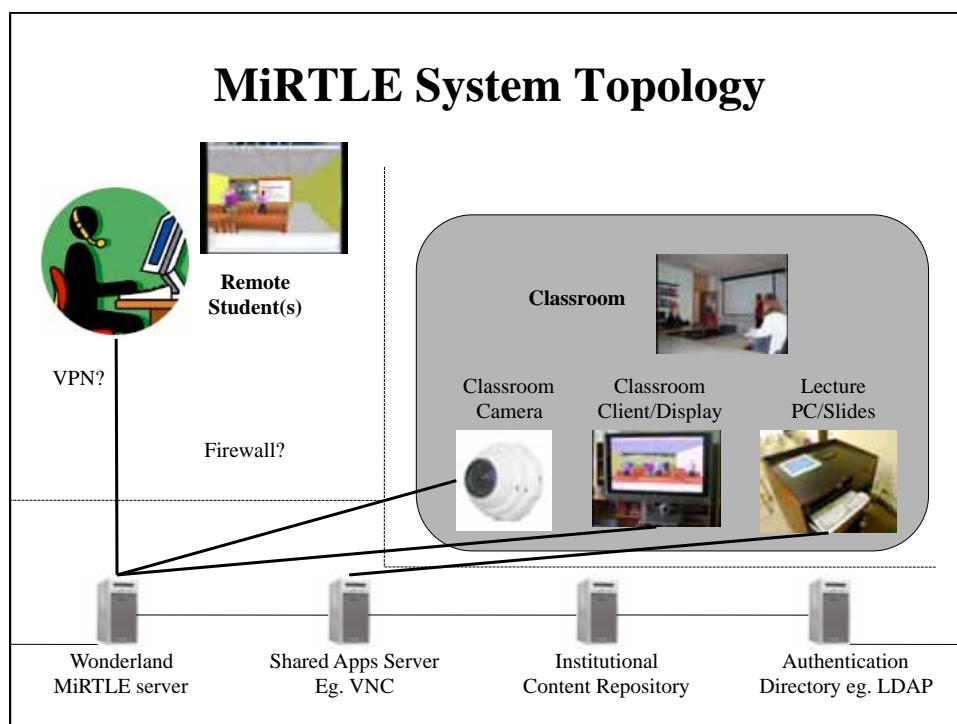 MiRTLE System Topology
Remote
Student(s)
Classroom
VPN?
Classroom
Camera
Classroom
Client/Display
Lecture
PC/Slides
Firewall?
Wonderland
MiRTLE server
Shared Apps Server
Eg. VNC
Institutional
Content Repository
Authentication
Directory eg. LDAP